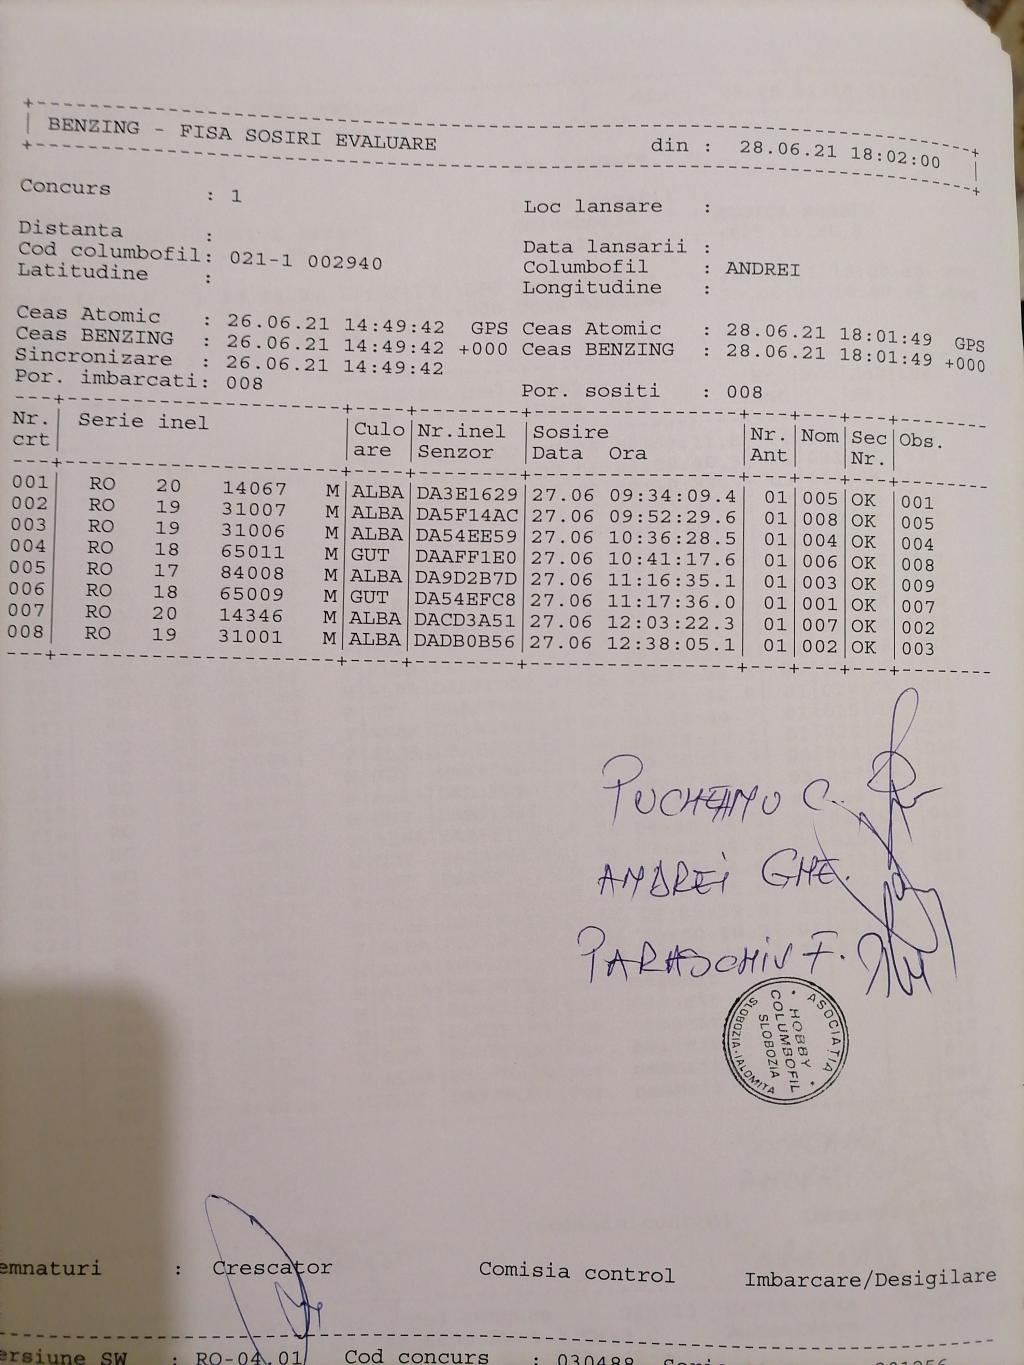 BENZING - FISA SOSIRI EVALUARE din : 28.06.21 18:02:00
Concurs : 1 Loc lansare :
Distanta : Data lansarii :
Cod columbofil: 021-1 002940 Columbofil : ANDREI
Latitudine : Longitudine :
Ceas Atomic : 26.06.21 14:49:42 GPS Ceas Atomic : 28.06.21 18:01:49 GPS
Ceas BENZING : 26.06.21 14:49:42 +000 Ceas BENZING : 28.06.21 18:01:49 +000
Sincronizare : 26.06.21 14:49:42
Por. imbarcati: 008 Por. sositi : 008
Nr. Serie inel Culo Nr.inel Sosire Nr. Nom Sec Obs.
crt are Senzor Data Ora Ant Nr.
001 RO 20 14067 M ALBA DA3E1629 27.06 09:34:09.4 01 005 OK 001
002 RO 19 31007 M ALBA DA5F14AC 27.06 09:52:29.6 01 008 OK 005
003 RO 19 31006 M ALBA DA54EE59 27.06 10:36:28.5 01 004 OK 004
004 RO 18 65011 M GUT DAAFF1E0 27.06 10:41:17.6 01 006 OK 008
005 RO 17 84008 M ALBA DA9D2B7D 27.06 11:16:35.1 01 003 OK 009
006 RO 18 65009 M GUT DA54EFC8 27.06 11:17:36.0 01 001 OK 007
007 RO 20 14346 M ALBA DACD3A51 27.06 12:03:22.3 01 007 OK 002
008 RO 19 31001 M ALBA DADB0B56 27.06 12:38:05.1 01 002 OK 003
C.
ANDREI GHE.
PARASCHIV F.
ASOCIATIA
HOBBY
COLUMBOFIL
SLOBOZIA
SLOBOZIA-IALOMITA
emnaturi : Crescator Comisia control Imbarcare/Desigilare
ersiune SW : RO-04.01 Cod concurs : 030488